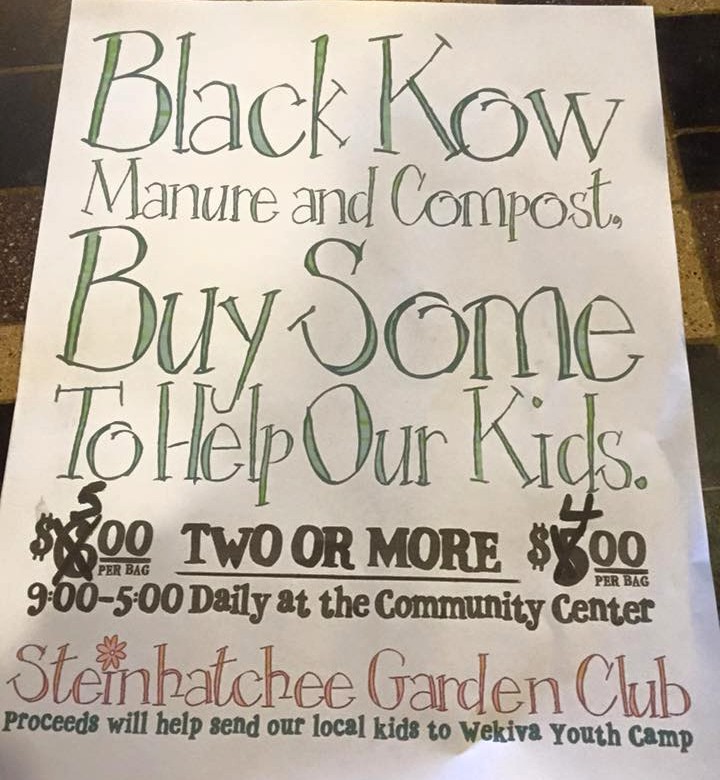 Black Kow
Manure and Compost.
Buy Some
To Help Our Kids.
$5.00 PER BAG TWO OR MORE $4.00 PER BAG
9:00-5:00 Daily at the Community Center
Steinhatchee Garden Club
Proceeds will help send our local kids to Wekiva Youth Camp